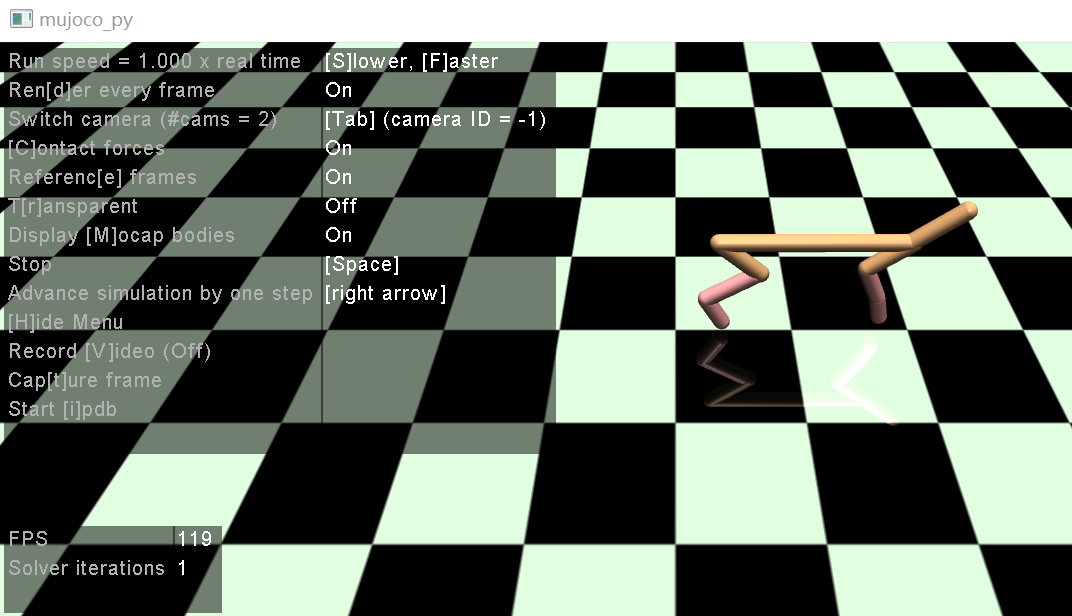 mujoco_py
Run speed = 1.000 x real time [S]lower, [F]aster
Ren[d]er every frame On
Switch camera (#cams = 2) [Tab] (camera ID = -1)
[C]ontact forces On
Referenc[e] frames On
T[r]ansparent Off
Display [M]ocap bodies On
Stop [Space]
Advance simulation by one step [right arrow]
[H]ide Menu
Record [V]ideo (Off)
Cap[t]ure frame
Start [i]pdb
FPS 119
Solver iterations 1